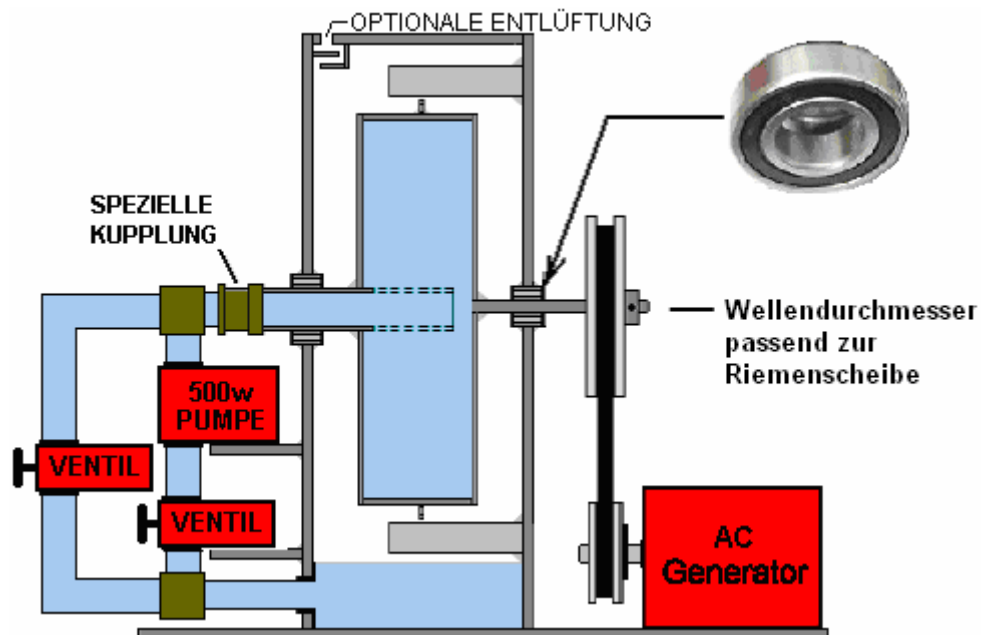 OPTIONALE ENTLÜFTUNG
SPEZIELLE
KUPPLUNG
Wellendurchmesser
passend zur
Riemenscheibe
500w
PUMPE
VENTIL
VENTIL
AC
Generator